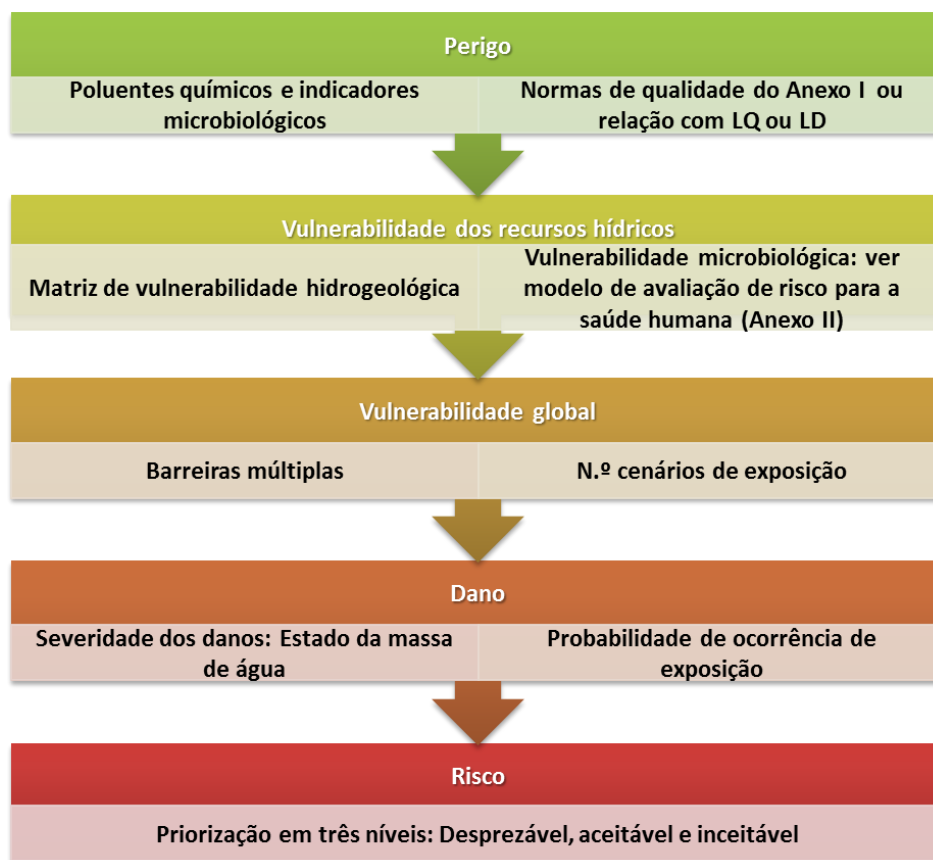 Perigo
Poluentes químicos e indicadores
microbiológicos
Normas de qualidade do Anexo I ou
relação com LQ ou LD
Vulnerabilidade dos recursos hídricos
Matriz de vulnerabilidade hidrogeológica
Vulnerabilidade microbiológica: ver
modelo de avaliação de risco para a
saúde humana (Anexo II)
Vulnerabilidade global
Barreiras múltiplas
N.º cenários de exposição
Dano
Severidade dos danos: Estado da massa
de água
Probabilidade de ocorrência de
exposição
Risco
Priorização em três níveis: Desprezável, aceitável e inceitável